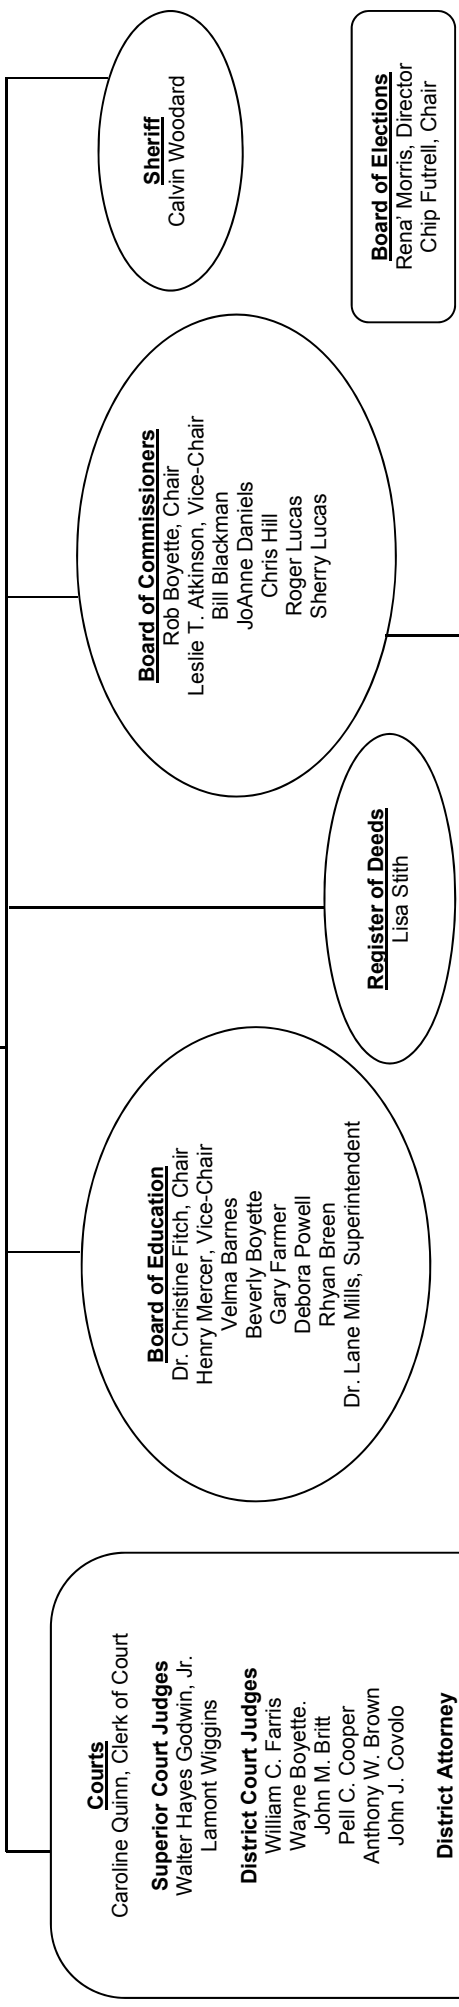 Courts
Caroline Quinn, Clerk of Court
Superior Court Judges
Walter Hayes Godwin, Jr.
Lamont Wiggins
District Court Judges
William C. Farris
Wayne Boyette.
John M. Britt
Pell C. Cooper
Anthony W. Brown
John J. Covolo
District Attorney
Board of Education
Dr. Christine Fitch, Chair
Henry Mercer, Vice-Chair
Velma Barnes
Beverly Boyette
Gary Farmer
Debora Powell
Rhyan Breen
Dr. Lane Mills, Superintendent
Register of Deeds
Lisa Stith
Board of Commissioners
Rob Boyette, Chair
Leslie T. Atkinson, Vice-Chair
Bill Blackman
JoAnne Daniels
Chris Hill
Roger Lucas
Sherry Lucas
Sheriff
Calvin Woodard
Board of Elections
Rena' Morris, Director
Chip Futrell, Chair